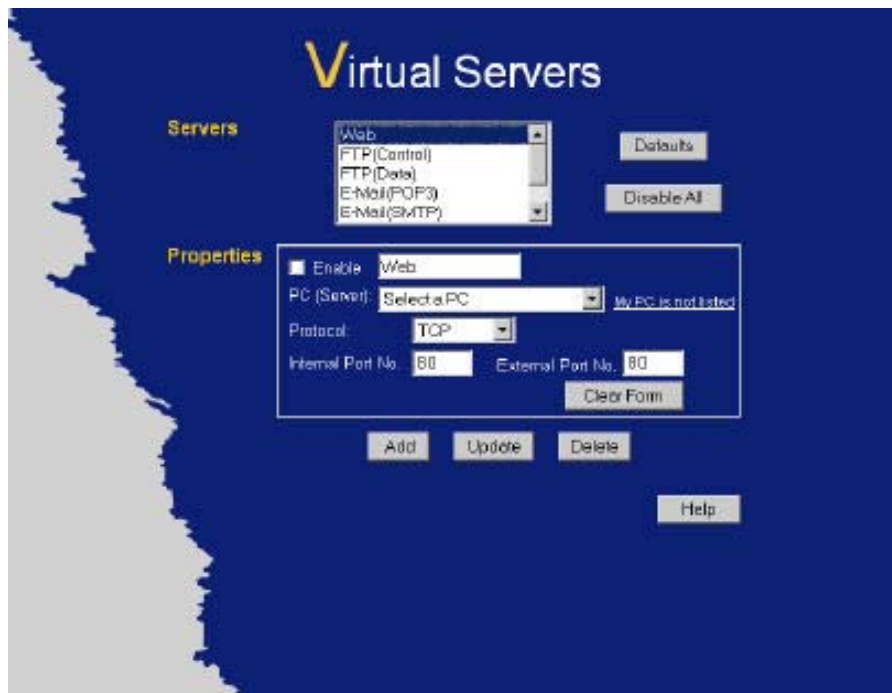 Virtual Servers
Servers
Web
FTP(Control)
FTP(Data)
E-Mail(POP3)
E-Mail(SMTP)
Defaults
Disable All
Properties
Enable Web
PC (Server): Select a PC My PC is not listed
Protocol: TCP
Internal Port No. 80 External Port No. 80
Clear Form
Add Update Delete
Help